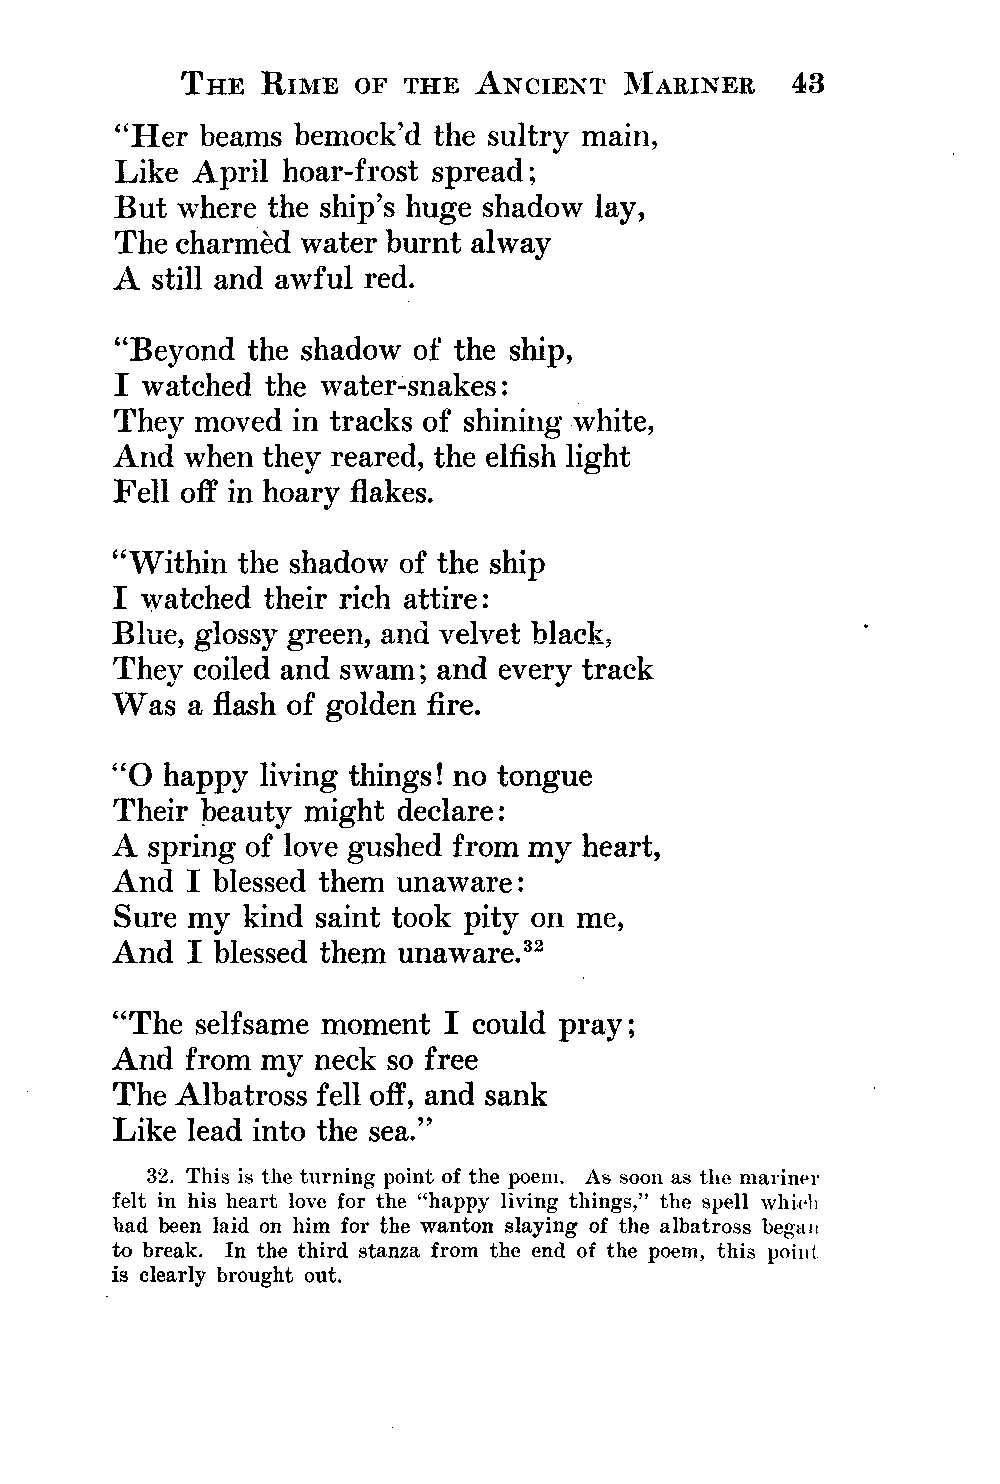 THE RIME OF THE ANCIENT MARINER 43
“Her beams bemock’d the sultry main,
Like April hoar-frost spread;
But where the ship’s huge shadow lay,
The charmèd water burnt alway
A still and awful red.
“Beyond the shadow of the ship,
I watched the water-snakes:
They moved in tracks of shining white,
And when they reared, the elfish light
Fell off in hoary flakes.
“Within the shadow of the ship
I watched their rich attire:
Blue, glossy green, and velvet black,
They coiled and swam; and every track
Was a flash of golden fire.
“O happy living things! no tongue
Their beauty might declare:
A spring of love gushed from my heart,
And I blessed them unaware:
Sure my kind saint took pity on me,
And I blessed them unaware.³²
“The selfsame moment I could pray;
And from my neck so free
The Albatross fell off, and sank
Like lead into the sea.”
32. This is the turning point of the poem. As soon as the mariner
felt in his heart love for the “happy living things,” the spell which
had been laid on him for the wanton slaying of the albatross began
to break. In the third stanza from the end of the poem, this point
is clearly brought out.